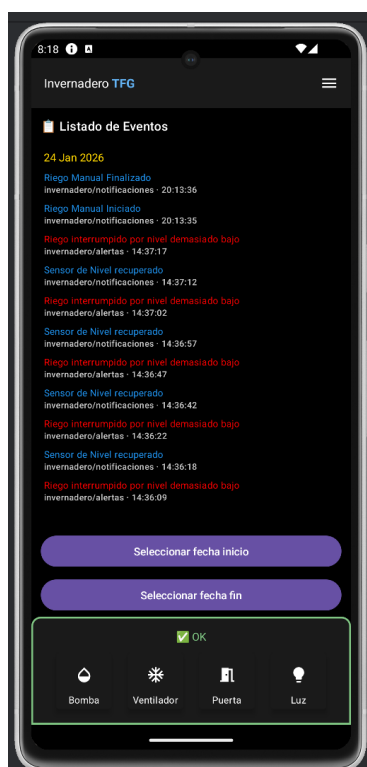 8:18
Invernadero TFG
Listado de Eventos
24 Jan 2026
Riego Manual Finalizado
invernadero/notificaciones · 20:13:36
Riego Manual Iniciado
invernadero/notificaciones · 20:13:35
Riego interrumpido por nivel demasiado bajo
invernadero/alertas · 14:37:17
Sensor de Nivel recuperado
invernadero/notificaciones · 14:37:12
Riego interrumpido por nivel demasiado bajo
invernadero/alertas · 14:37:02
Sensor de Nivel recuperado
invernadero/notificaciones · 14:36:57
Riego interrumpido por nivel demasiado bajo
invernadero/alertas · 14:36:47
Sensor de Nivel recuperado
invernadero/notificaciones · 14:36:42
Riego interrumpido por nivel demasiado bajo
invernadero/alertas · 14:36:22
Sensor de Nivel recuperado
invernadero/notificaciones · 14:36:18
Riego interrumpido por nivel demasiado bajo
invernadero/alertas · 14:36:09
Seleccionar fecha inicio
Seleccionar fecha fin
✅ OK
Bomba Ventilador Puerta Luz